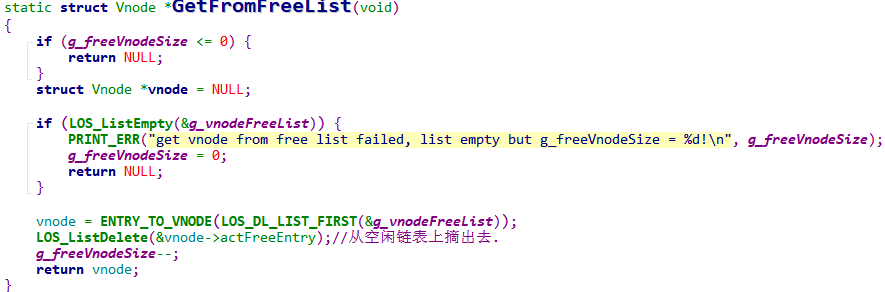 static struct Vnode *GetFromFreeList(void)
{
    if (g_freeVnodeSize <= 0) {
        return NULL;
    }
    struct Vnode *vnode = NULL;

    if (LOS_ListEmpty(&g_vnodeFreeList)) {
        PRINT_ERR("get vnode from free list failed, list empty but g_freeVnodeSize = %d!\n", g_freeVnodeSize);
        g_freeVnodeSize = 0;
        return NULL;
    }

    vnode = ENTRY_TO_VNODE(LOS_DL_LIST_FIRST(&g_vnodeFreeList));
    LOS_ListDelete(&vnode->actFreeEntry);//从空闲链表上摘出去.
    g_freeVnodeSize--;
    return vnode;
}